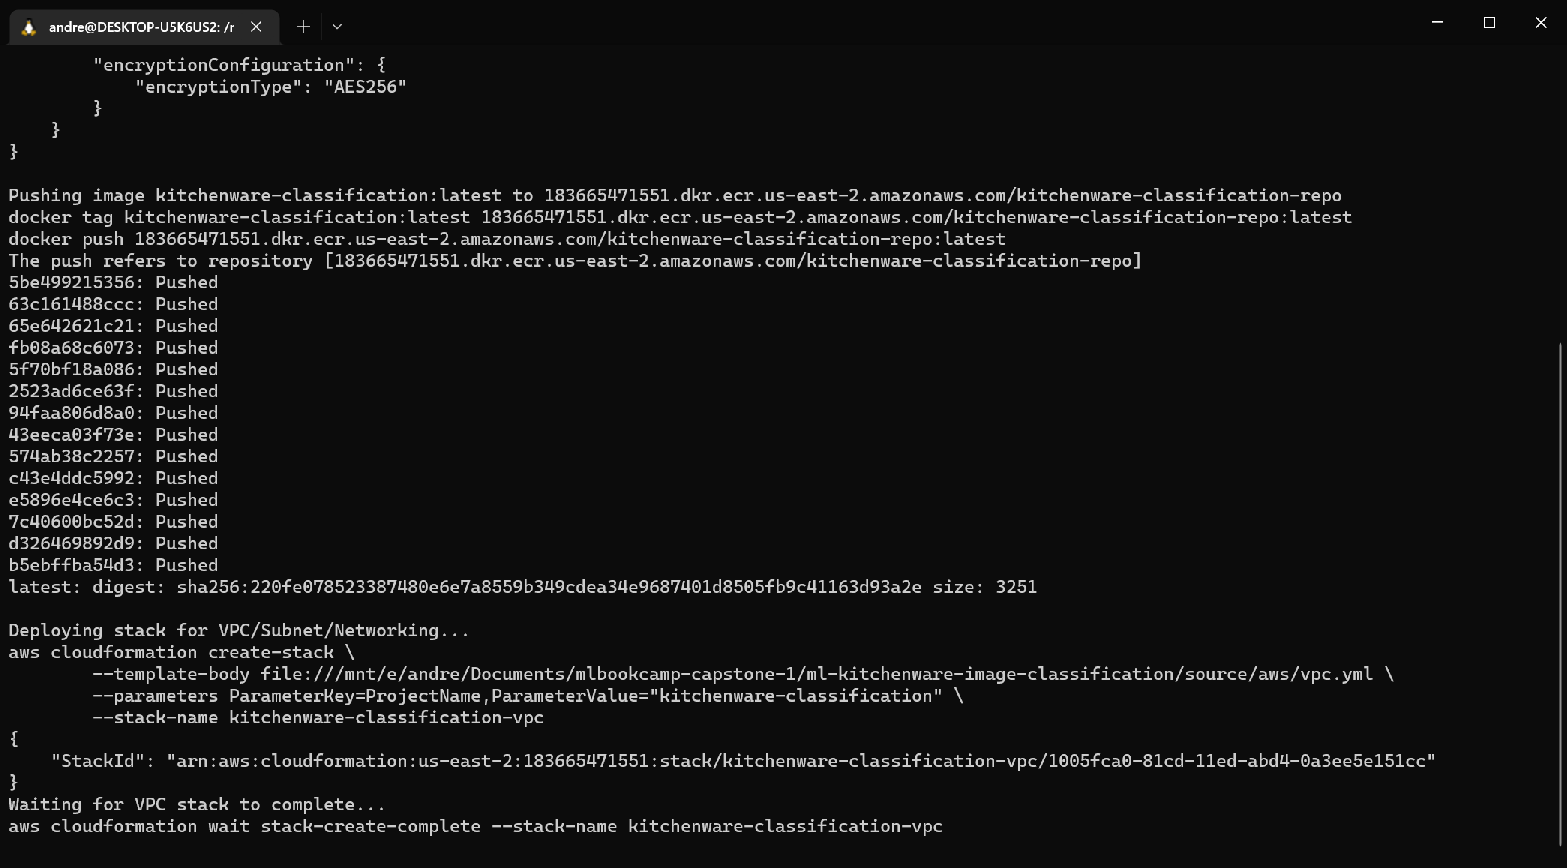 andre@DESKTOP-U5K6US2: /r
        "encryptionConfiguration": {
            "encryptionType": "AES256"
        }
    }
}

Pushing image kitchenware-classification:latest to 183665471551.dkr.ecr.us-east-2.amazonaws.com/kitchenware-classification-repo
docker tag kitchenware-classification:latest 183665471551.dkr.ecr.us-east-2.amazonaws.com/kitchenware-classification-repo:latest
docker push 183665471551.dkr.ecr.us-east-2.amazonaws.com/kitchenware-classification-repo:latest
The push refers to repository [183665471551.dkr.ecr.us-east-2.amazonaws.com/kitchenware-classification-repo]
5be499215356: Pushed
63c161488ccc: Pushed
65e642621c21: Pushed
fb08a68c6073: Pushed
5f70bf18a086: Pushed
2523ad6ce63f: Pushed
94faa806d8a0: Pushed
43eeca03f73e: Pushed
574ab38c2257: Pushed
c43e4ddc5992: Pushed
e5896e4ce6c3: Pushed
7c40600bc52d: Pushed
d326469892d9: Pushed
b5ebffba54d3: Pushed
latest: digest: sha256:220fe078523387480e6e7a8559b349cdea34e9687401d8505fb9c41163d93a2e size: 3251

Deploying stack for VPC/Subnet/Networking...
aws cloudformation create-stack \
        --template-body file:///mnt/e/andre/Documents/mlbookcamp-capstone-1/ml-kitchenware-image-classification/source/aws/vpc.yml \
        --parameters ParameterKey=ProjectName,ParameterValue="kitchenware-classification" \
        --stack-name kitchenware-classification-vpc
{
    "StackId": "arn:aws:cloudformation:us-east-2:183665471551:stack/kitchenware-classification-vpc/1005fca0-81cd-11ed-abd4-0a3ee5e151cc"
}
Waiting for VPC stack to complete...
aws cloudformation wait stack-create-complete --stack-name kitchenware-classification-vpc